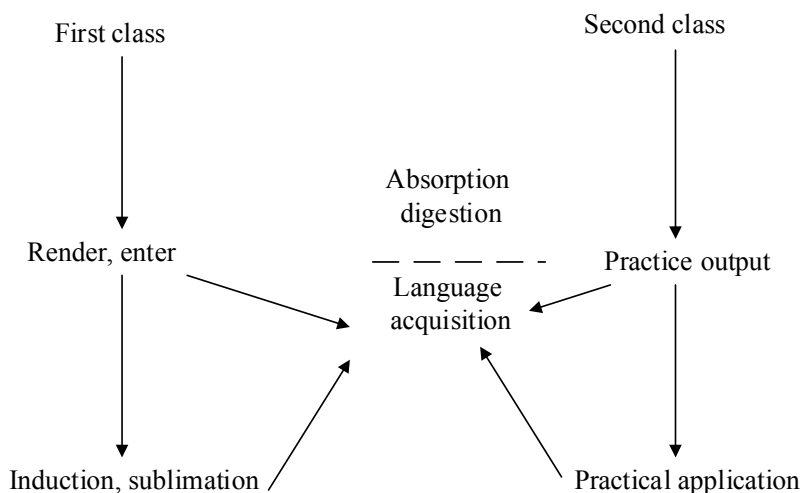 First class
Second class
Absorption
digestion
Render, enter
Practice output
Language
acquisition
Induction, sublimation
Practical application